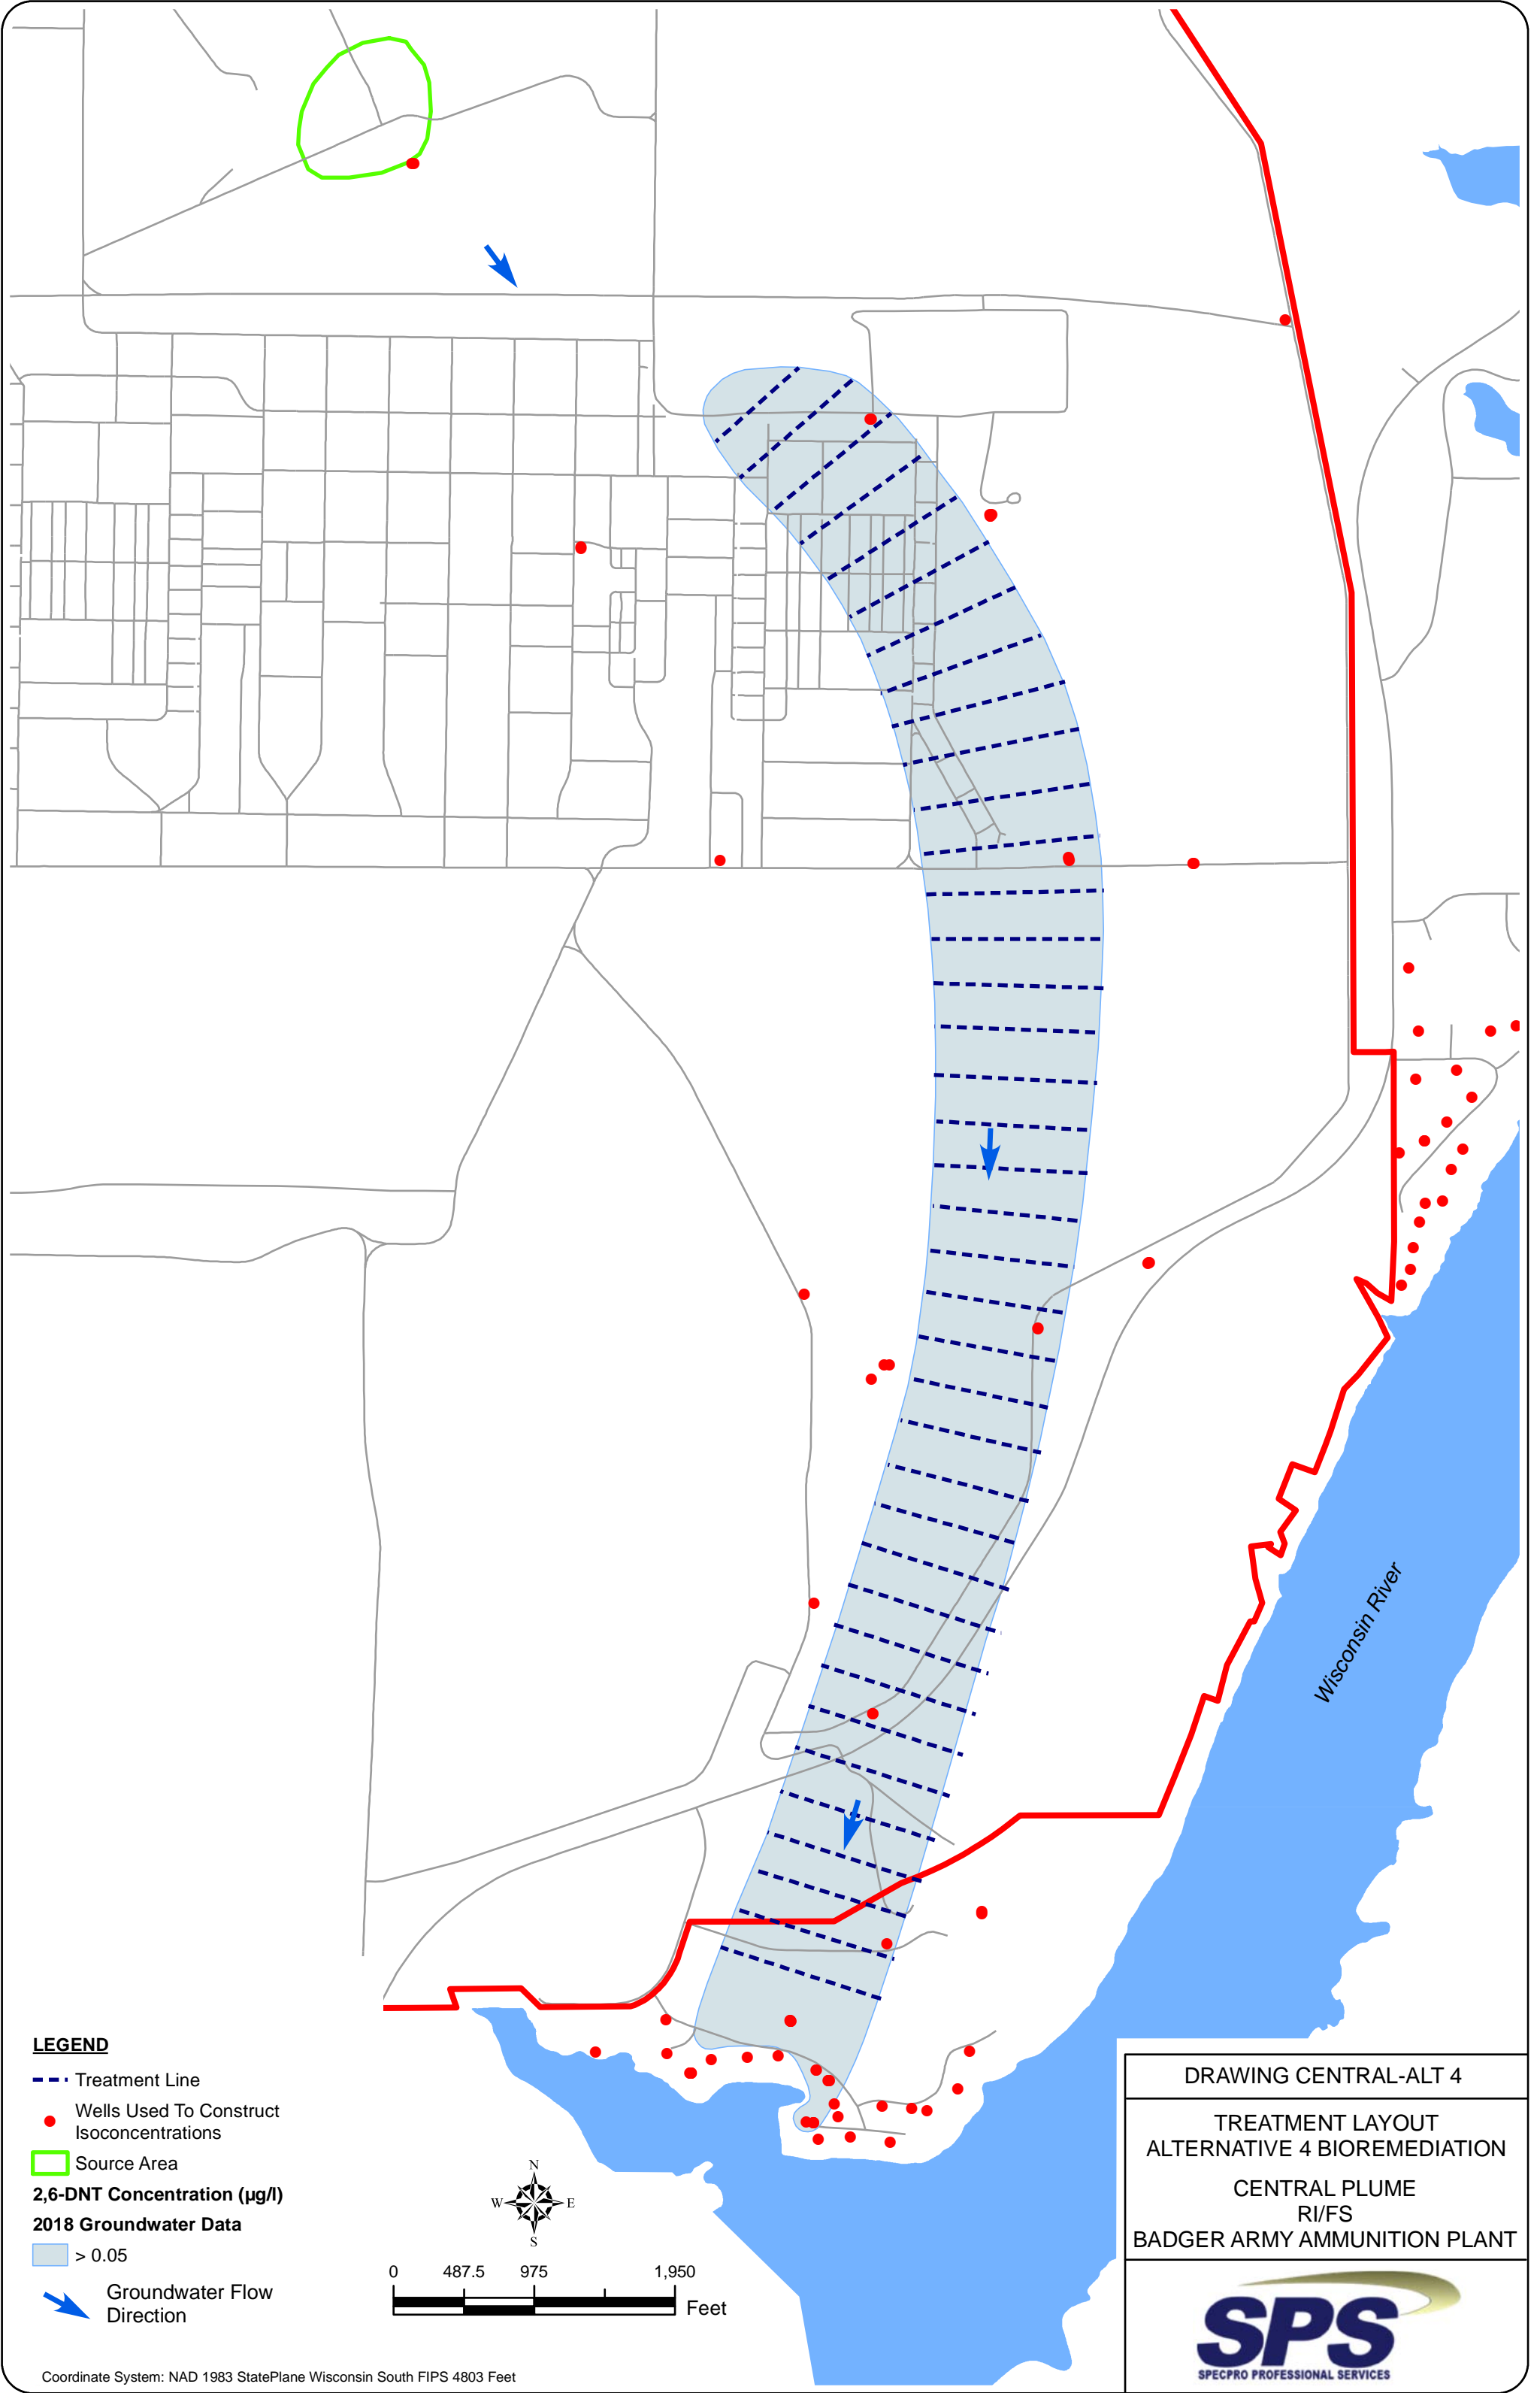 Wisconsin River
LEGEND
Treatment Line
Wells Used To Construct
Isoconcentrations
Source Area
2,6-DNT Concentration (µg/l)
2018 Groundwater Data
> 0.05
Groundwater Flow
Direction
N
W E
S
0 487.5 975 1,950
Feet
Coordinate System: NAD 1983 StatePlane Wisconsin South FIPS 4803 Feet
DRAWING CENTRAL-ALT 4
TREATMENT LAYOUT
ALTERNATIVE 4 BIOREMEDIATION
CENTRAL PLUME
RI/FS
BADGER ARMY AMMUNITION PLANT
SPS
SPECPRO PROFESSIONAL SERVICES